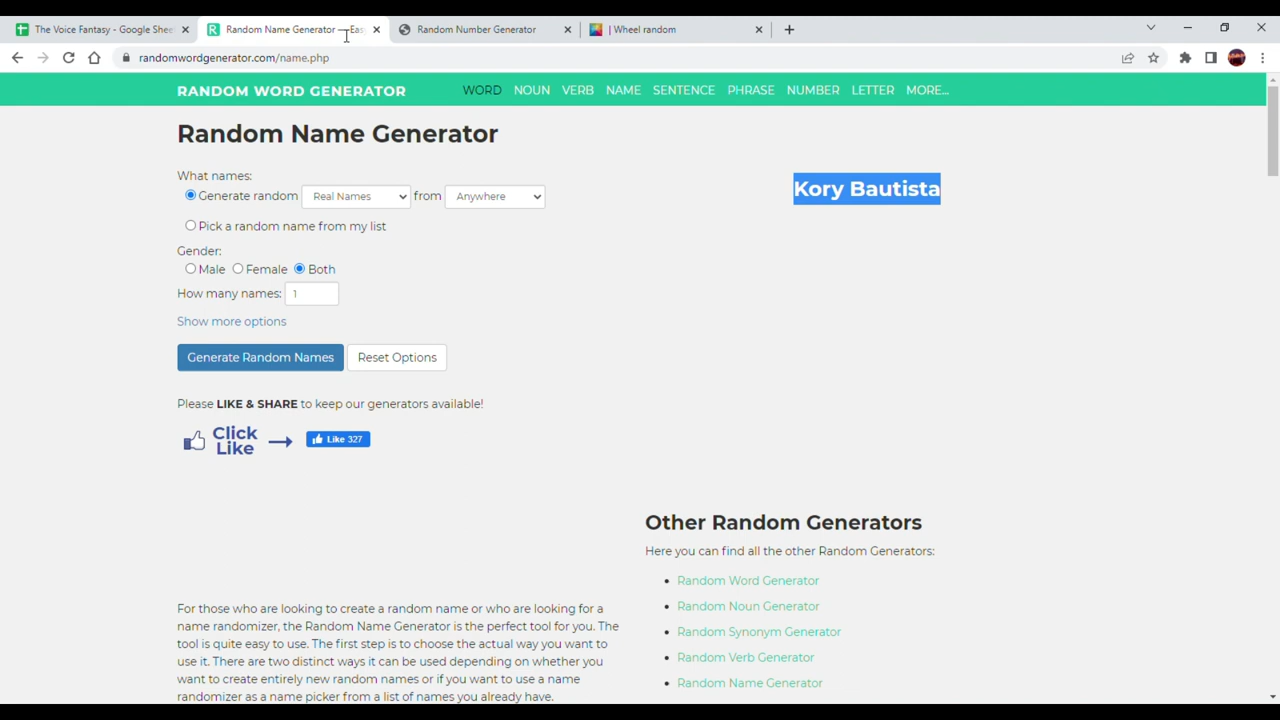 The Voice Fantasy - Google Shee
Random Name Generator — Eas
Random Number Generator
| Wheel random
randomwordgenerator.com/name.php
RANDOM WORD GENERATOR
WORD NOUN VERB NAME SENTENCE PHRASE NUMBER LETTER MORE...
Random Name Generator
What names:
Generate random Real Names from Anywhere
Pick a random name from my list
Gender:
Male Female Both
How many names: 1
Show more options
Generate Random Names Reset Options
Kory Bautista
Please LIKE & SHARE to keep our generators available!
Click
Like
Like 327
For those who are looking to create a random name or who are looking for a
name randomizer, the Random Name Generator is the perfect tool for you. The
tool is quite easy to use. The first step is to choose the actual way you want to
use it. There are two distinct ways it can be used depending on whether you
want to create entirely new random names or if you want to use a name
randomizer as a name picker from a list of names you already have.
Other Random Generators
Here you can find all the other Random Generators:
Random Word Generator
Random Noun Generator
Random Synonym Generator
Random Verb Generator
Random Name Generator